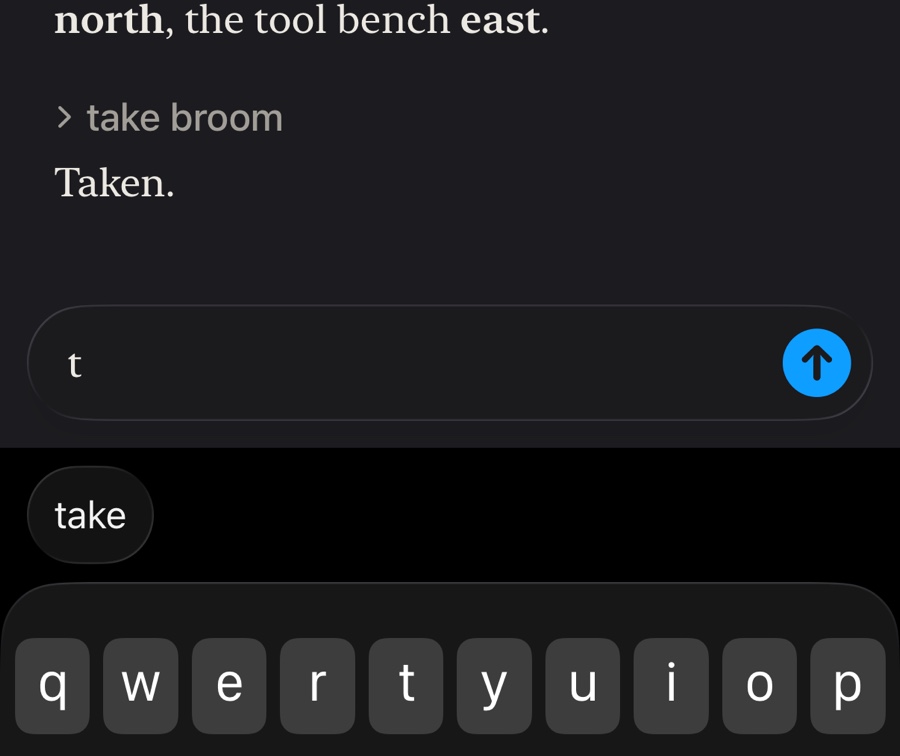 north, the tool bench east.
> take broom
Taken.
t
take
q w e r t y u i o p